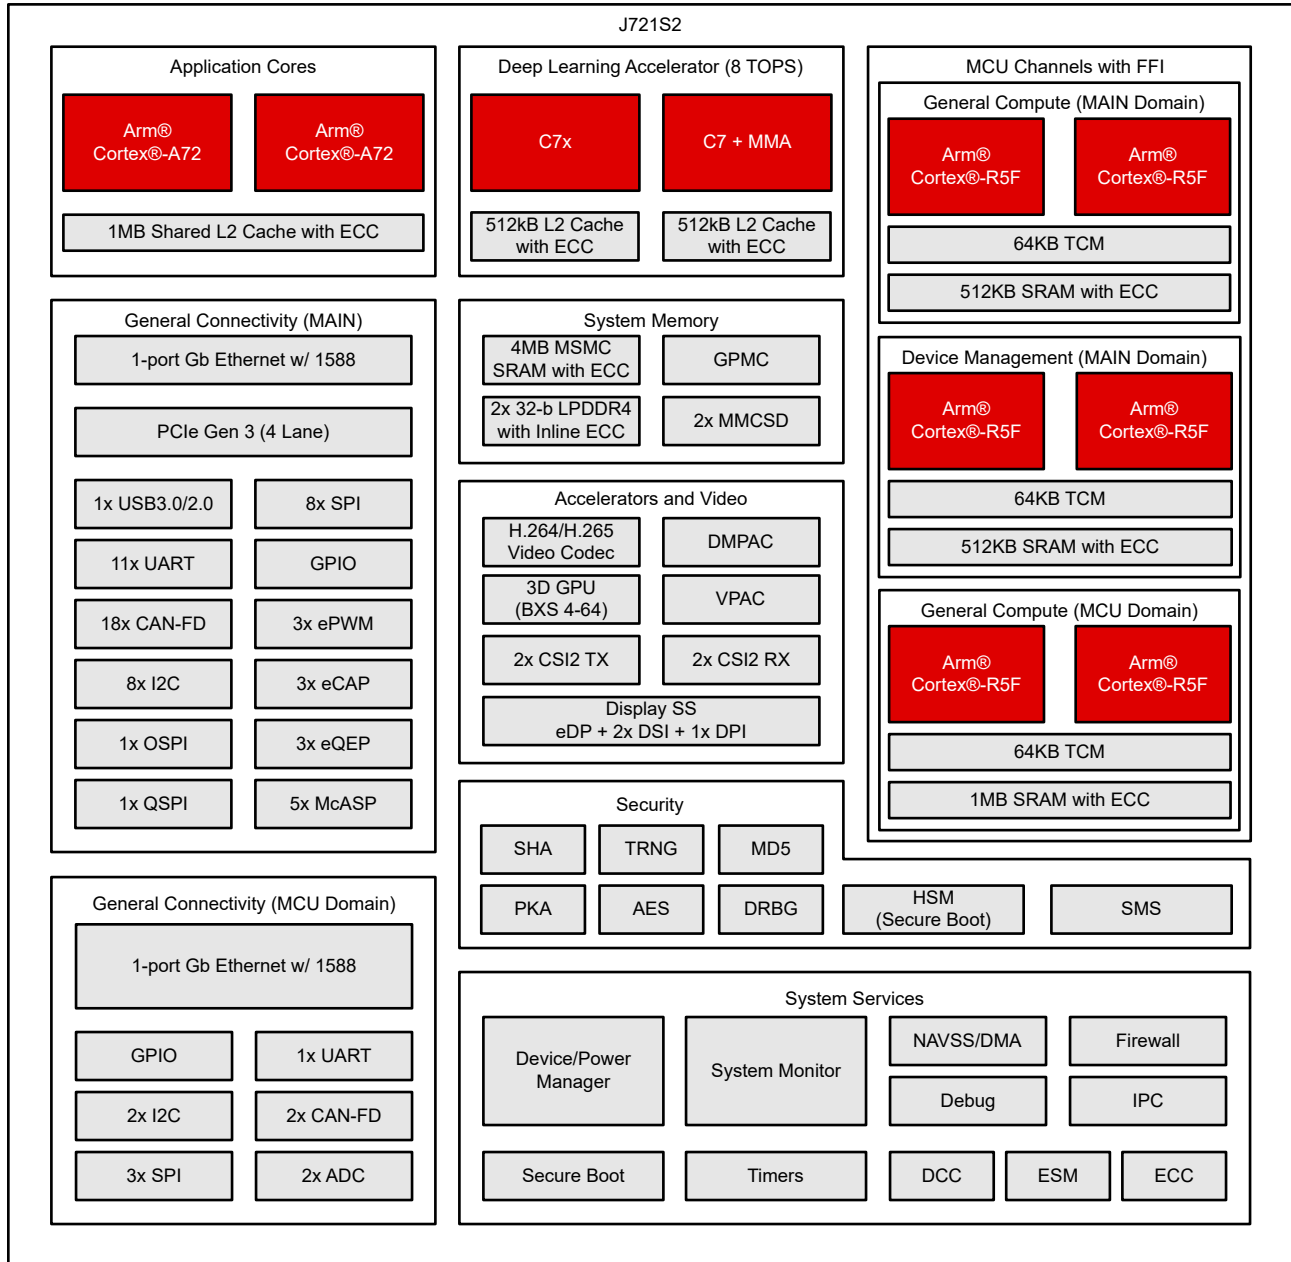 J721S2
Application Cores
Arm®
Cortex®-A72
Arm®
Cortex®-A72
1MB Shared L2 Cache with ECC
Deep Learning Accelerator (8 TOPS)
C7x
C7 + MMA
512kB L2 Cache
with ECC
512kB L2 Cache
with ECC
MCU Channels with FFI
General Compute (MAIN Domain)
Arm®
Cortex®-R5F
Arm®
Cortex®-R5F
64KB TCM
512KB SRAM with ECC
Device Management (MAIN Domain)
Arm®
Cortex®-R5F
Arm®
Cortex®-R5F
64KB TCM
512KB SRAM with ECC
General Compute (MCU Domain)
Arm®
Cortex®-R5F
Arm®
Cortex®-R5F
64KB TCM
1MB SRAM with ECC
General Connectivity (MAIN)
1-port Gb Ethernet w/ 1588
PCIe Gen 3 (4 Lane)
1x USB3.0/2.0
8x SPI
11x UART
GPIO
18x CAN-FD
3x ePWM
8x I2C
3x eCAP
1x OSPI
3x eQEP
1x QSPI
5x McASP
System Memory
4MB MSMC
SRAM with ECC
GPMC
2x 32-b LPDDR4
with Inline ECC
2x MMCSD
Accelerators and Video
H.264/H.265
Video Codec
DMPAC
3D GPU
(BXS 4-64)
VPAC
2x CSI2 TX
2x CSI2 RX
Display SS
eDP + 2x DSI + 1x DPI
Security
SHA
TRNG
MD5
PKA
AES
DRBG
HSM
(Secure Boot)
SMS
General Connectivity (MCU Domain)
1-port Gb Ethernet w/ 1588
GPIO
1x UART
2x I2C
2x CAN-FD
3x SPI
2x ADC
System Services
Device/Power
Manager
System Monitor
NAVSS/DMA
Firewall
Debug
IPC
Secure Boot
Timers
DCC
ESM
ECC